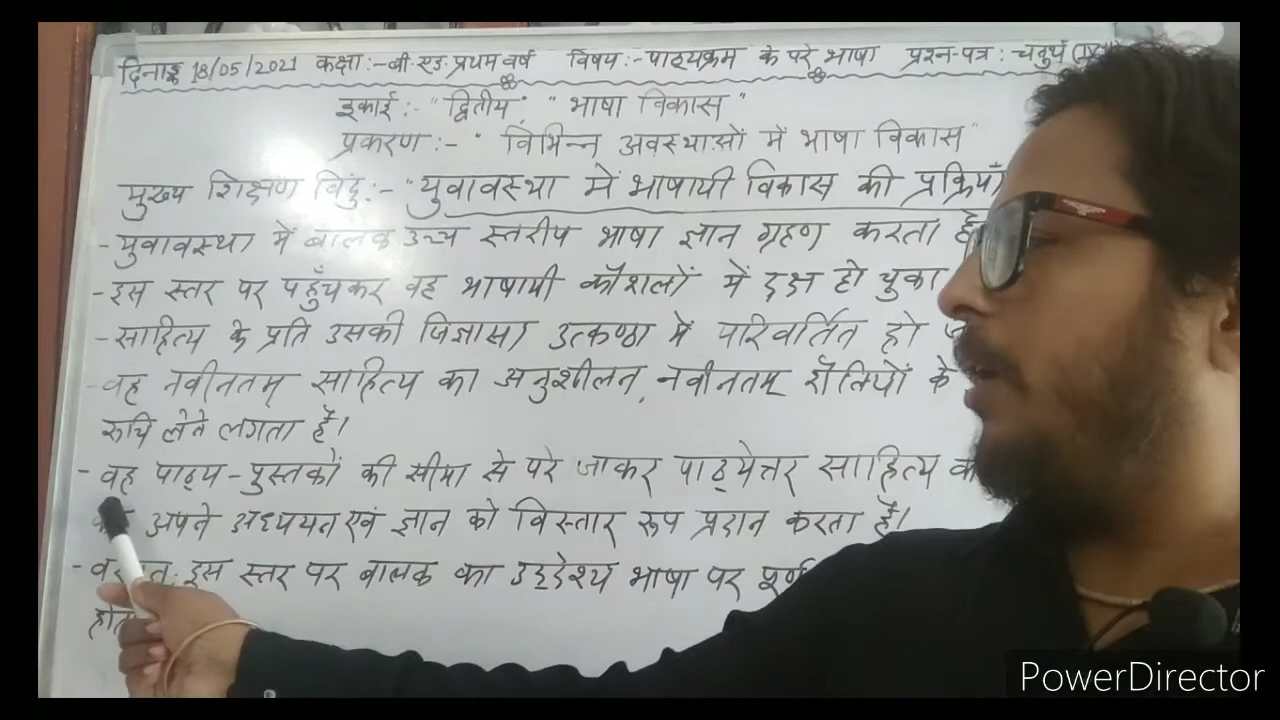 दिनाङ्क 18/05/2021 कक्षा:- बी.एड. प्रथम वर्ष विषय:- पाठ्यक्रम के परे भाषा प्रश्न-पत्र: चतुर्थ
इकाई:- "द्वितीय" "भाषा विकास"
प्रकरण:- "विभिन्न अवस्थाओं में भाषा विकास"
मुख्य शिक्षण बिंदु:- "युवावस्था में भाषायी विकास की प्रक्रिया
- युवावस्था में बालक उच्च स्तरीय भाषा ज्ञान ग्रहण करता है
- इस स्तर पर पहुँचकर वह भाषायी कौशलों में दक्ष हो चुका
- साहित्य के प्रति उसकी जिज्ञासा उत्कण्ठा में परिवर्तित हो
- वह नवीनतम् साहित्य का अनुशीलन, नवीनतम् शैलियों के
रूचि लेने लगता है।
- वह पाठ्य-पुस्तकों की सीमा से परे जाकर पाठ्येत्तर साहित्य
अपने अध्ययन एवं ज्ञान को विस्तार रूप प्रदान करता है।
- इस स्तर पर बालक का उद्देश्य भाषा पर पूर्ण
PowerDirector